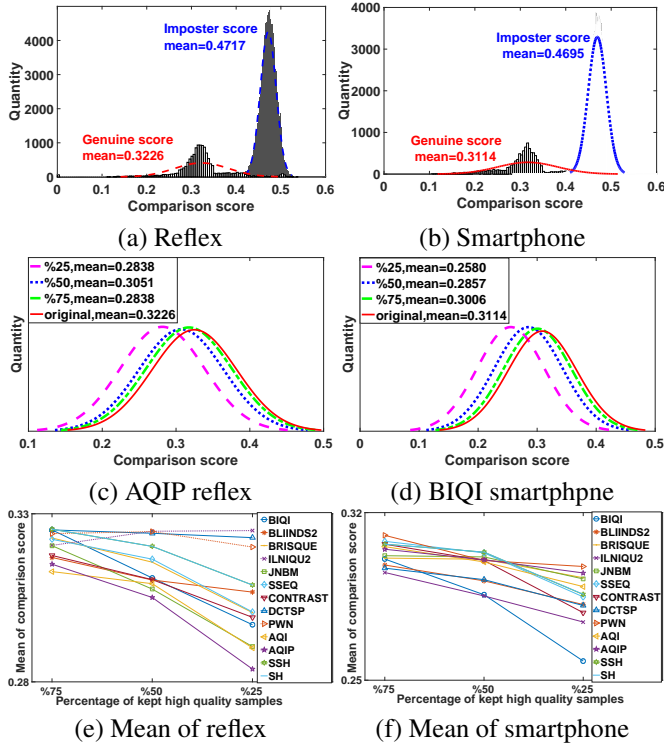 4000
3000
2000
1000
0
Quantity
Imposter score
mean=0.4717
Genuine score
mean=0.3226
0 0.1 0.2 0.3 0.4 0.5 0.6
Comparison score
(a) Reflex
4000
3000
2000
1000
0
Quantity
Imposter score
mean=0.4695
Genuine score
mean=0.3114
0 0.1 0.2 0.3 0.4 0.5 0.6
Comparison score
(b) Smartphone
%25,mean=0.2838
%50,mean=0.3051
%75,mean=0.2838
original,mean=0.3226
Quantity
0.1 0.2 0.3 0.4 0.5
Comparison score
(c) AQIP reflex
%25,mean=0.2580
%50,mean=0.2857
%75,mean=0.3006
original,mean=0.3114
Quantity
0 0.1 0.2 0.3 0.4 0.5
Comparison score
(d) BIQI smartphpne
0.33
0.28
Mean of comparison score
BIQI
BLIINDS2
BRISQUE
ILNIQU2
JNBM
SSEQ
CONTRAST
DCTSP
PWN
AQI
AQIP
SSH
SH
%75 %50 %25
Percentage of kept high quality samples
(e) Mean of reflex
0.32
0.25
Mean of comparison score
BIQI
BLIINDS2
BRISQUE
ILNIQU2
JNBM
SSEQ
CONTRAST
DCTSP
PWN
AQI
AQIP
SSH
SH
%75 %50 %25
Percentage of kept high quality samples
(f) Mean of smartphone